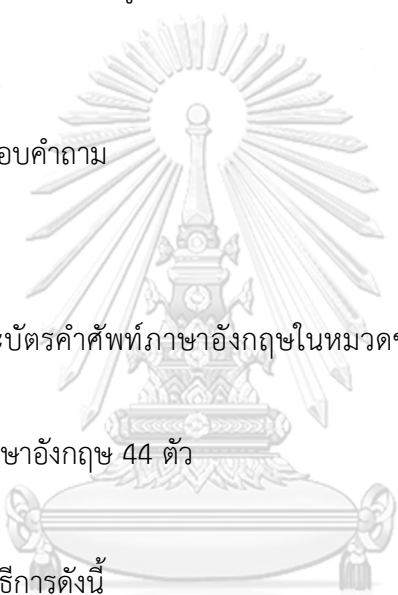 อบคำถาม
ะบัตรคำศัพท์ภาษาอังกฤษในหมวด
ษาอังกฤษ 44 ตัว
ธีการดังนี้